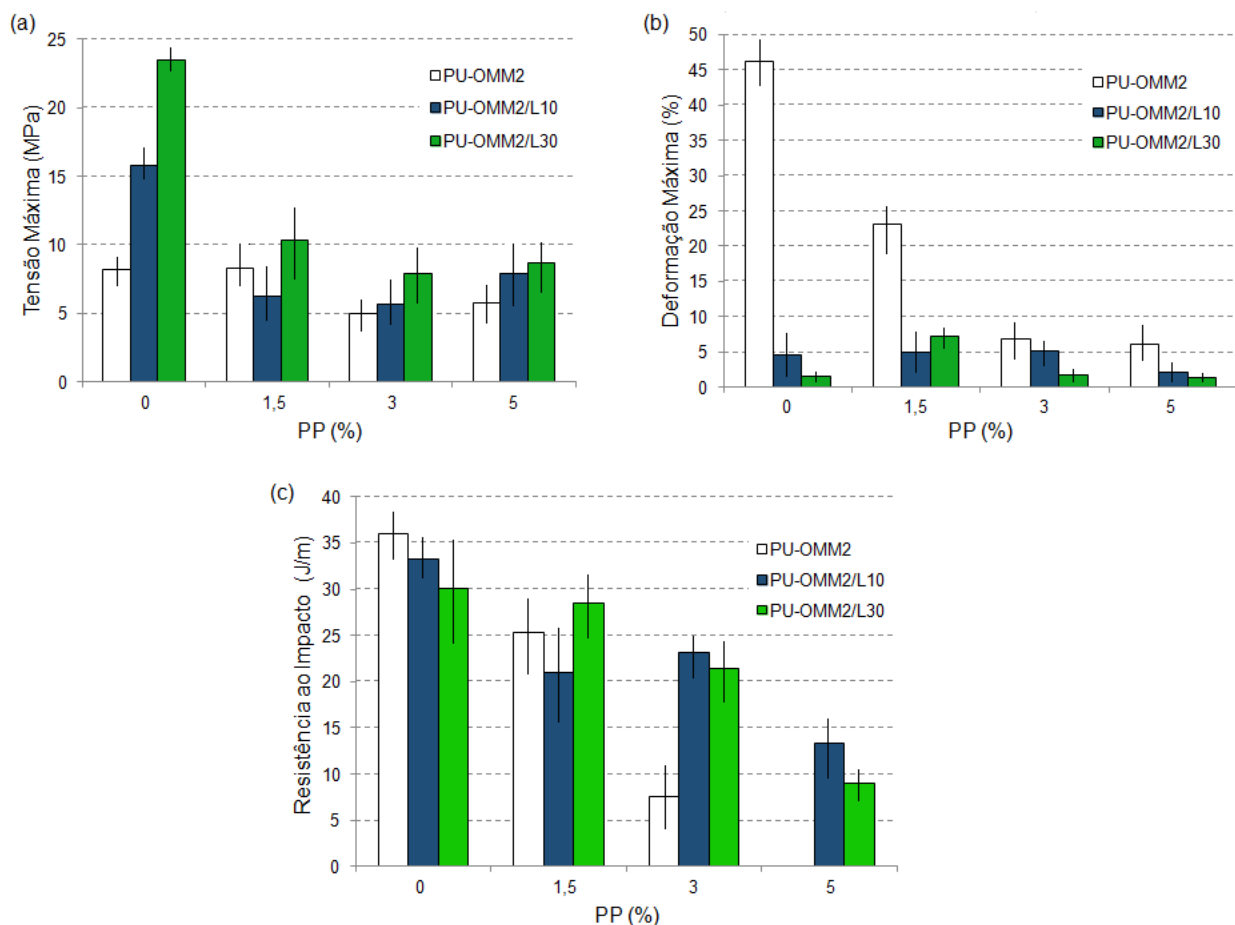 (a)
Tensão Máxima (MPa)
25
20
15
10
5
0
PU-OMM2
PU-OMM2/L10
PU-OMM2/L30
0 1,5 3 5
PP (%)
(b)
Deformação Máxima (%)
50
45
40
35
30
25
20
15
10
5
0
PU-OMM2
PU-OMM2/L10
PU-OMM2/L30
0 1,5 3 5
PP (%)
(c)
Resistência ao Impacto (J/m)
40
35
30
25
20
15
10
5
0
PU-OMM2
PU-OMM2/L10
PU-OMM2/L30
0 1,5 3 5
PP (%)